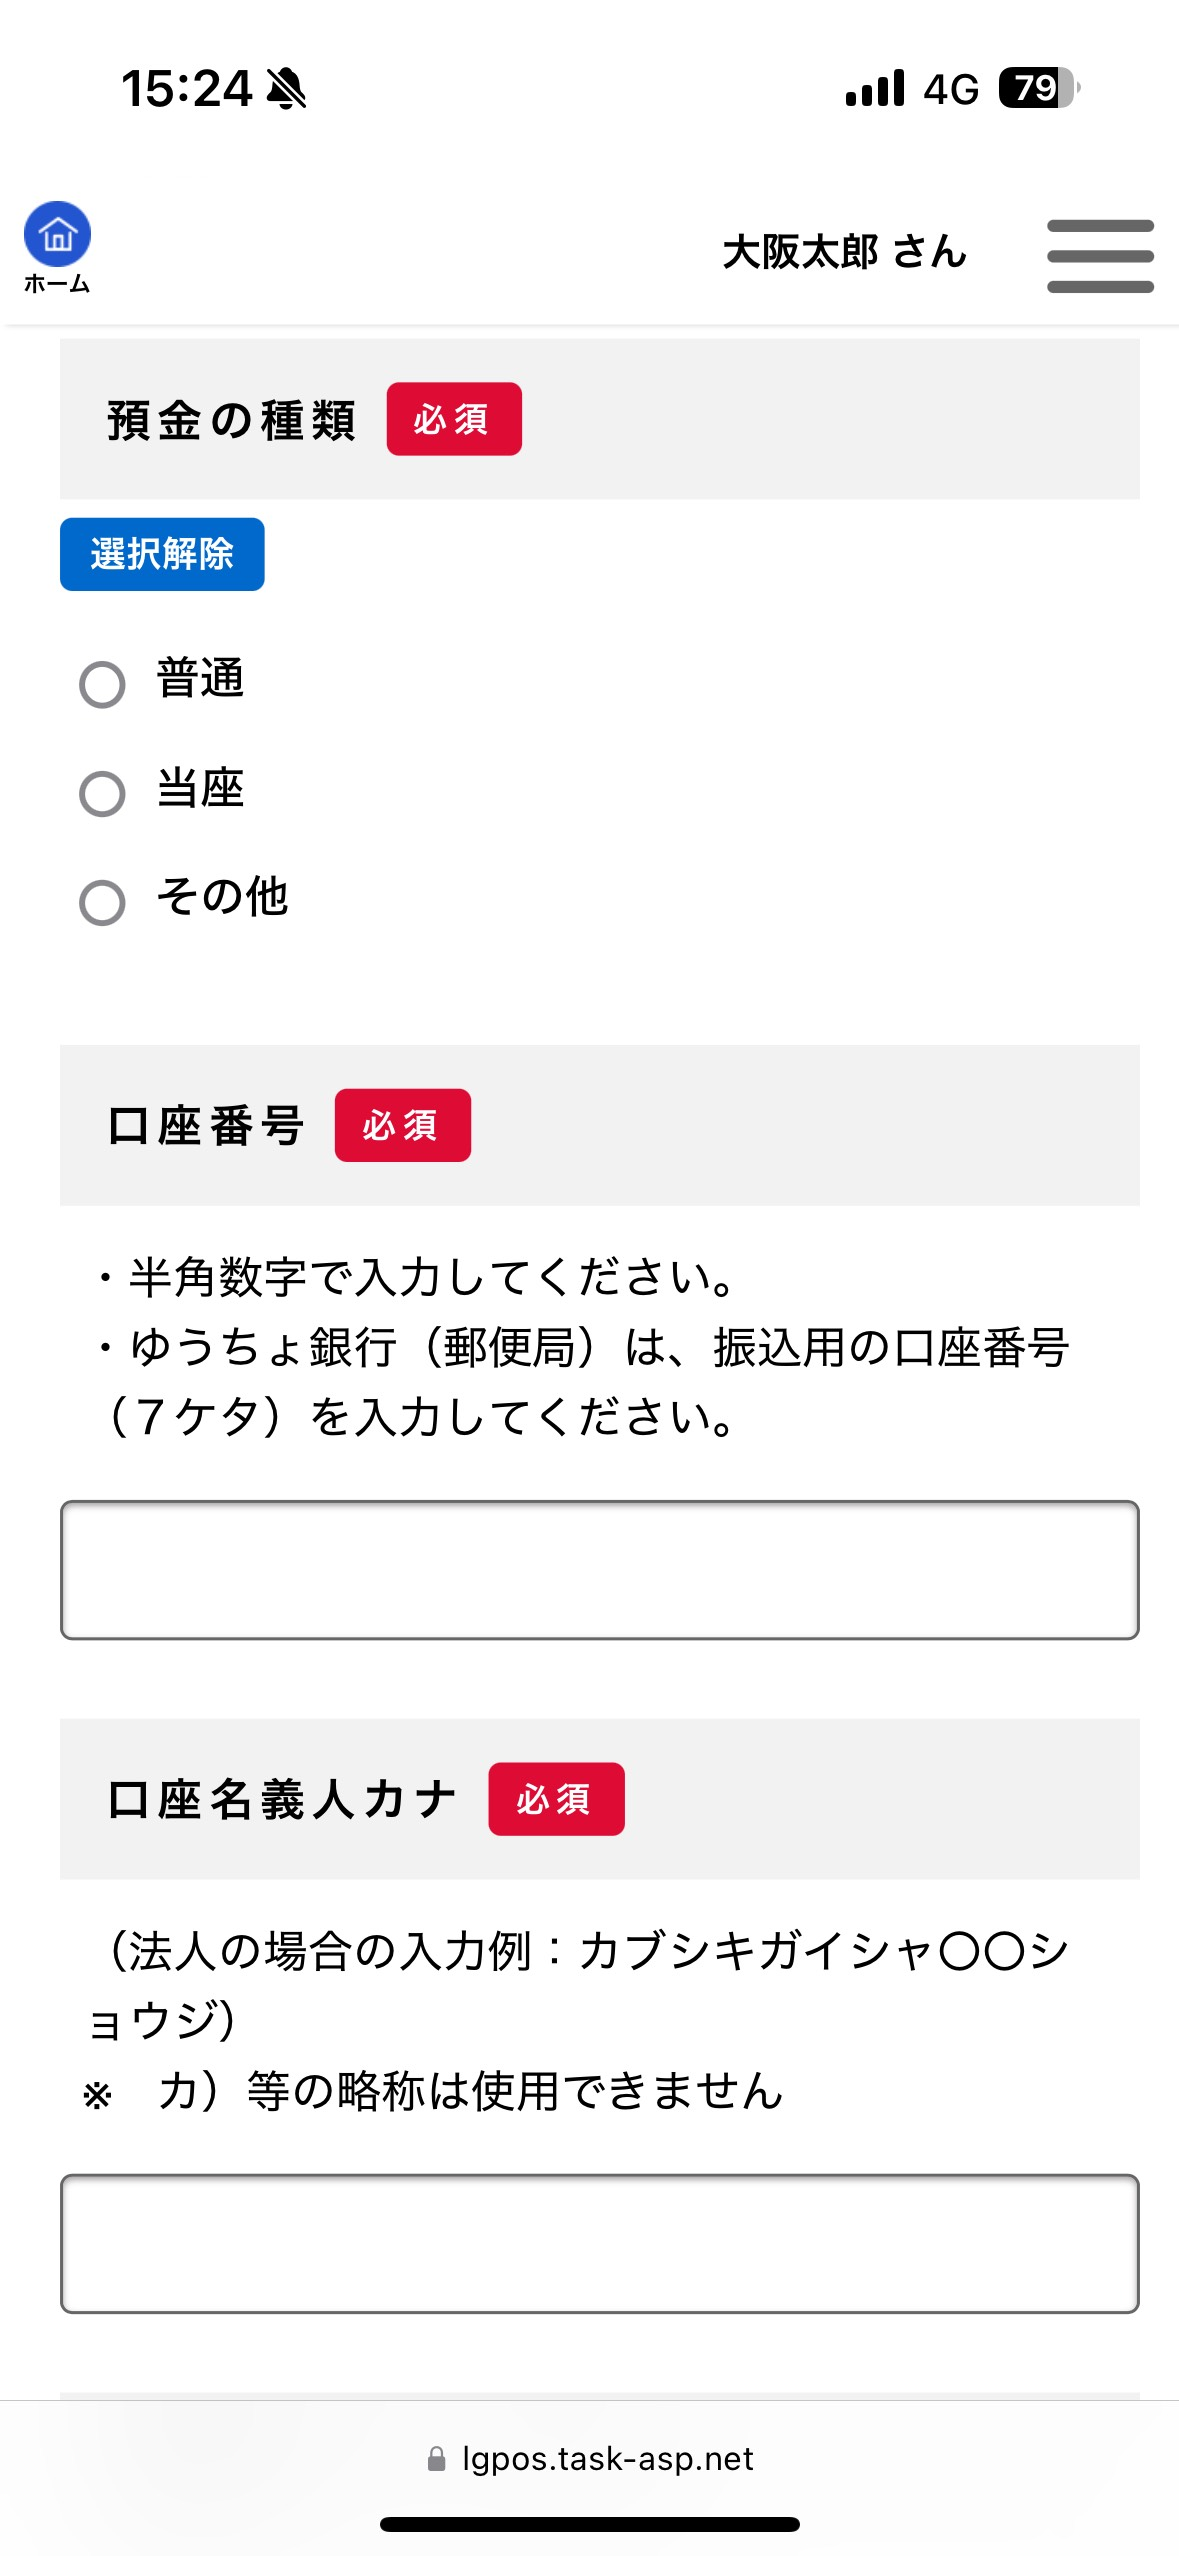 15:24
4G 79
ホーム
大阪太郎 さん
預金の種類 必須
選択解除
普通
当座
その他
口座番号 必須
・半角数字で入力してください。
・ゆうちょ銀行（郵便局）は、振込用の口座番号
（７ケタ）を入力してください。
口座名義人カナ 必須
（法人の場合の入力例：カブシキガイシャ〇〇シ
ョウジ）
※　カ）等の略称は使用できません
lgpos.task-asp.net